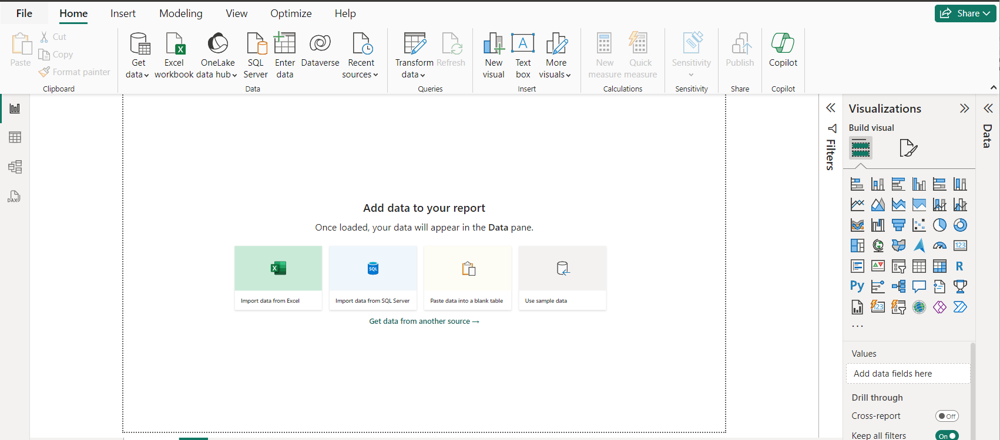 File Home Insert Modeling View Optimize Help Share
Paste
Cut
Copy
Format painter
Clipboard
Get data
Excel workbook
OneLake data hub
SQL Server
Enter data
Dataverse
Recent sources
Data
Transform data
Refresh
Queries
New visual
Text box
More visuals
Insert
New measure
Quick measure
Calculations
Sensitivity
Sensitivity
Publish
Share
Copilot
Copilot
DAX
Add data to your report
Once loaded, your data will appear in the Data pane.
SQL
Import data from Excel
Import data from SQL Server
Paste data into a blank table
Use sample data
Get data from another source →
Filters
Visualizations
Build visual
123
R
Py
123
...
Values
Add data fields here
Drill through
Cross-report Off
Keep all filters On
Data